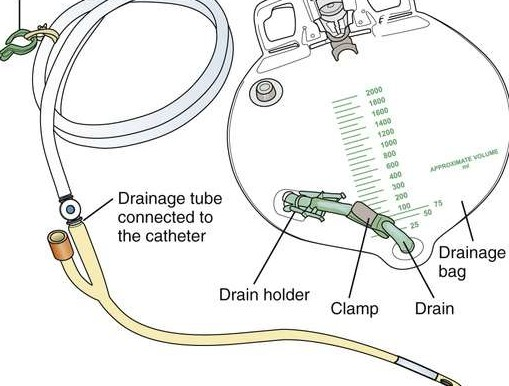 2000
1800
1600
1400
1200
1000
800
600
400
300
200
100
75
50
25
APPROXIMATE VOLUME
ml
Drainage tube
connected to
the catheter
Drainage
bag
Drain holder
Clamp
Drain